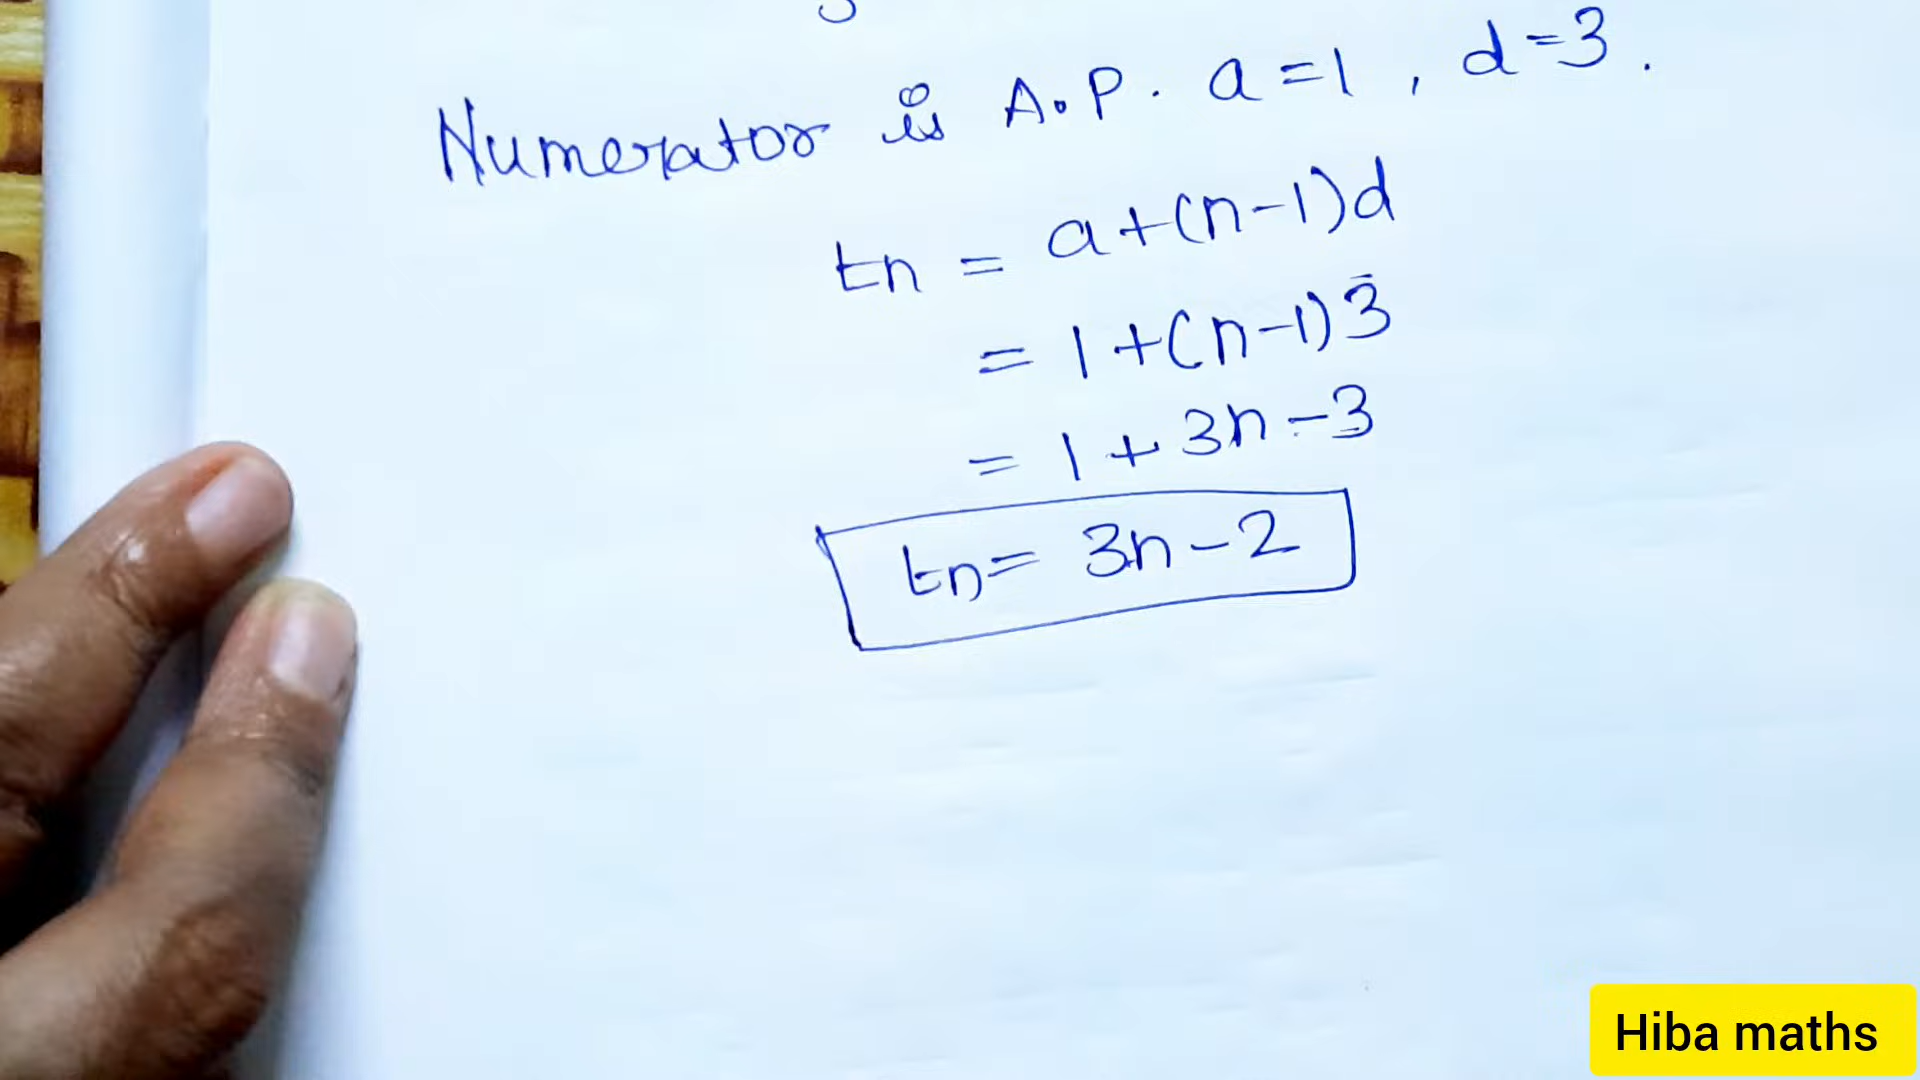 Numerator is A.P. a=1, d=3.
tn = a+(n-1)d
= 1+(n-1)3
= 1+3n-3
tn= 3n-2
Hiba maths